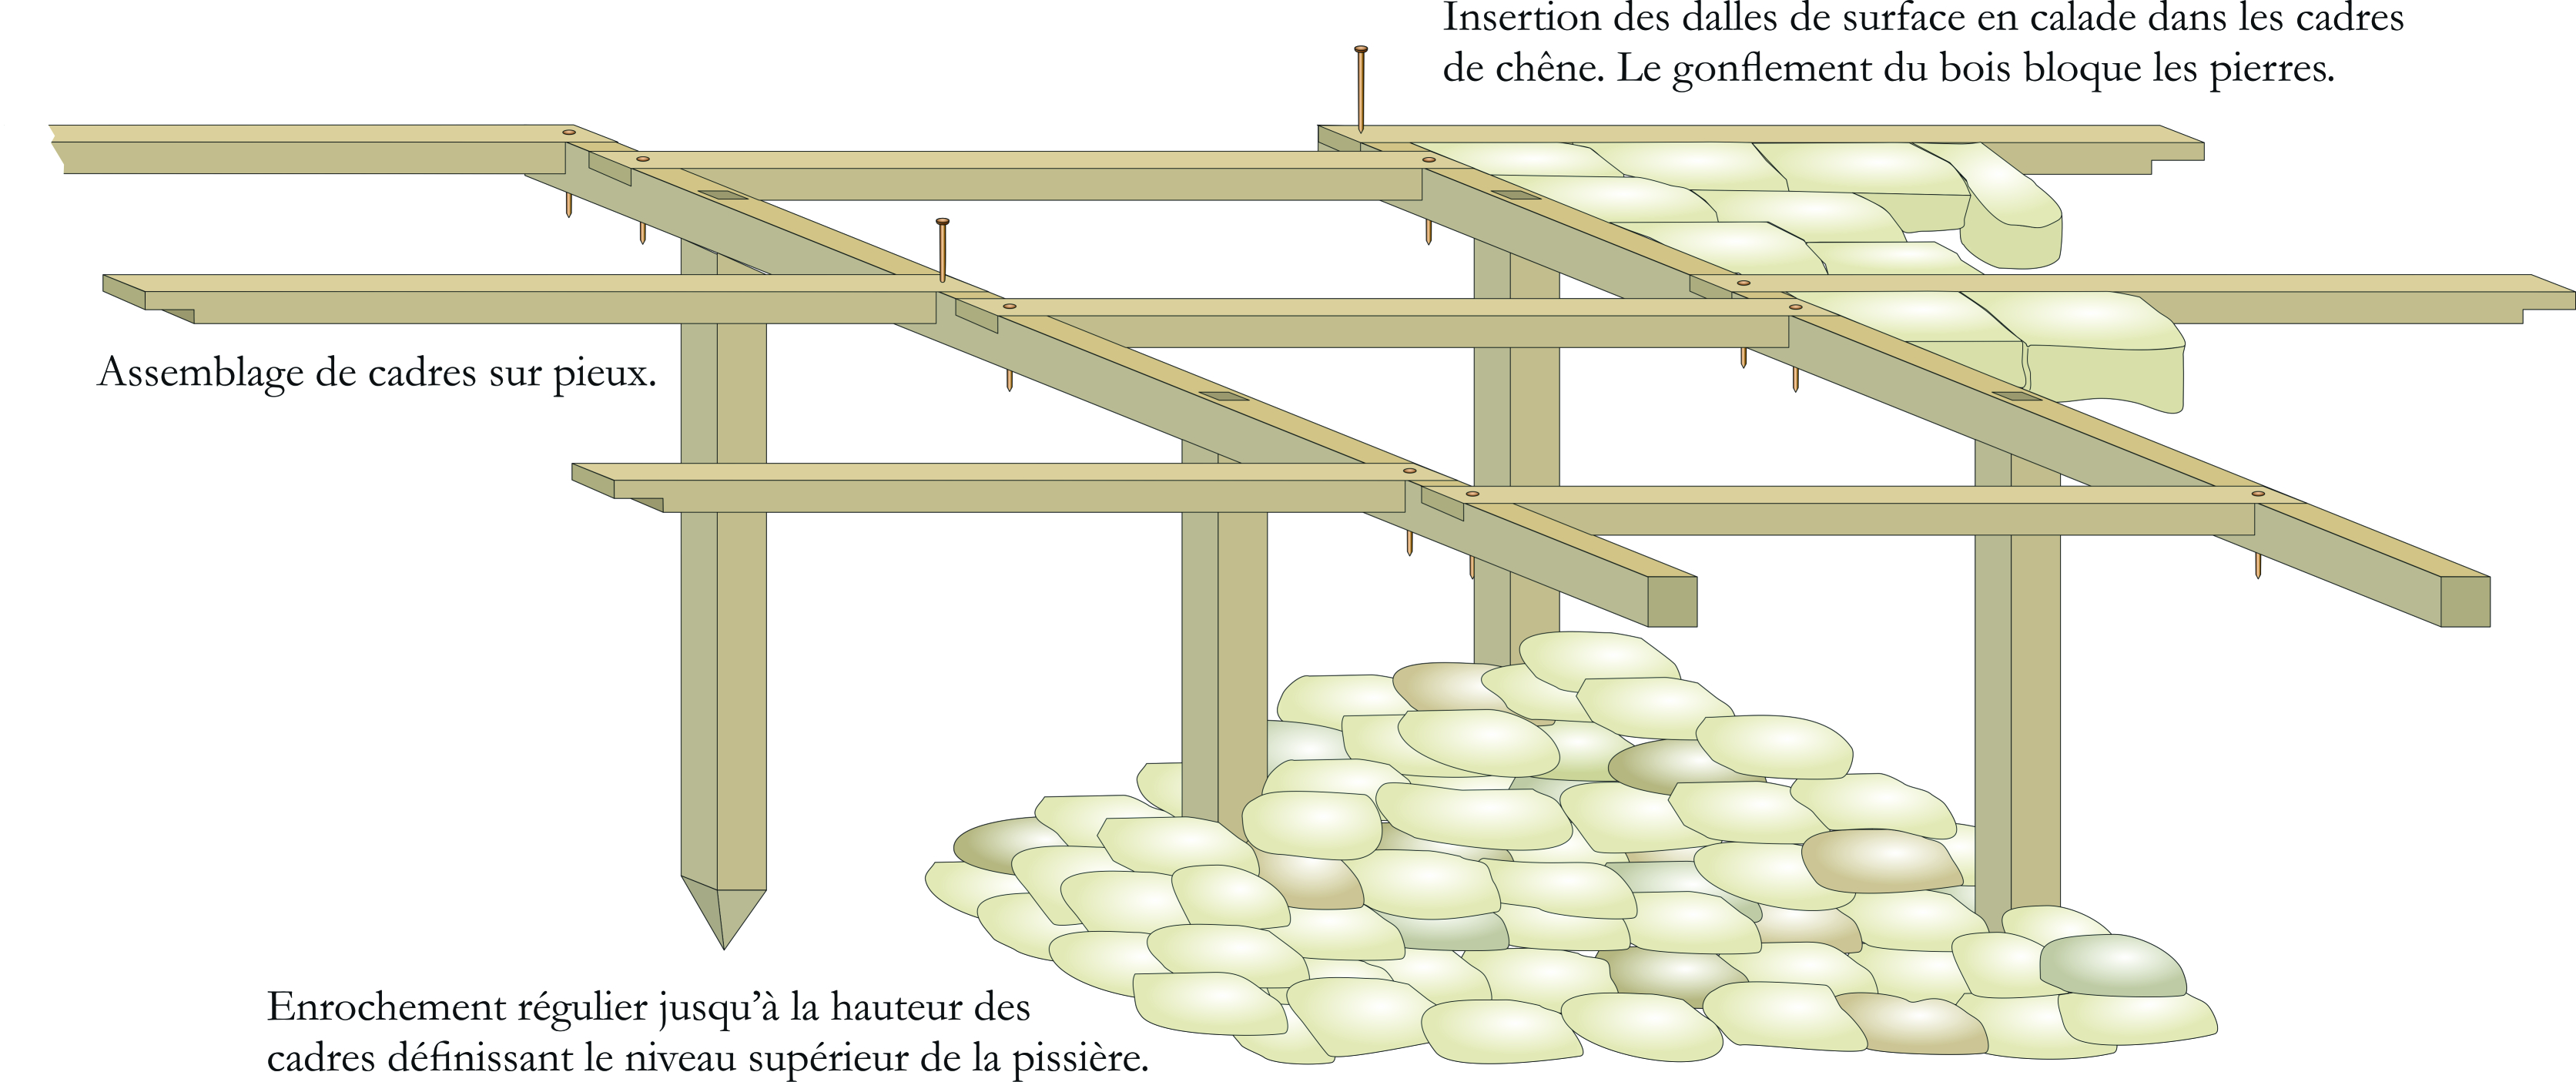 Insertion des dalles de surface en calade dans les cadres
de chêne. Le gonflement du bois bloque les pierres.
Assemblage de cadres sur pieux.
Enrochement régulier jusqu’à la hauteur des
cadres définissant le niveau supérieur de la pissière.